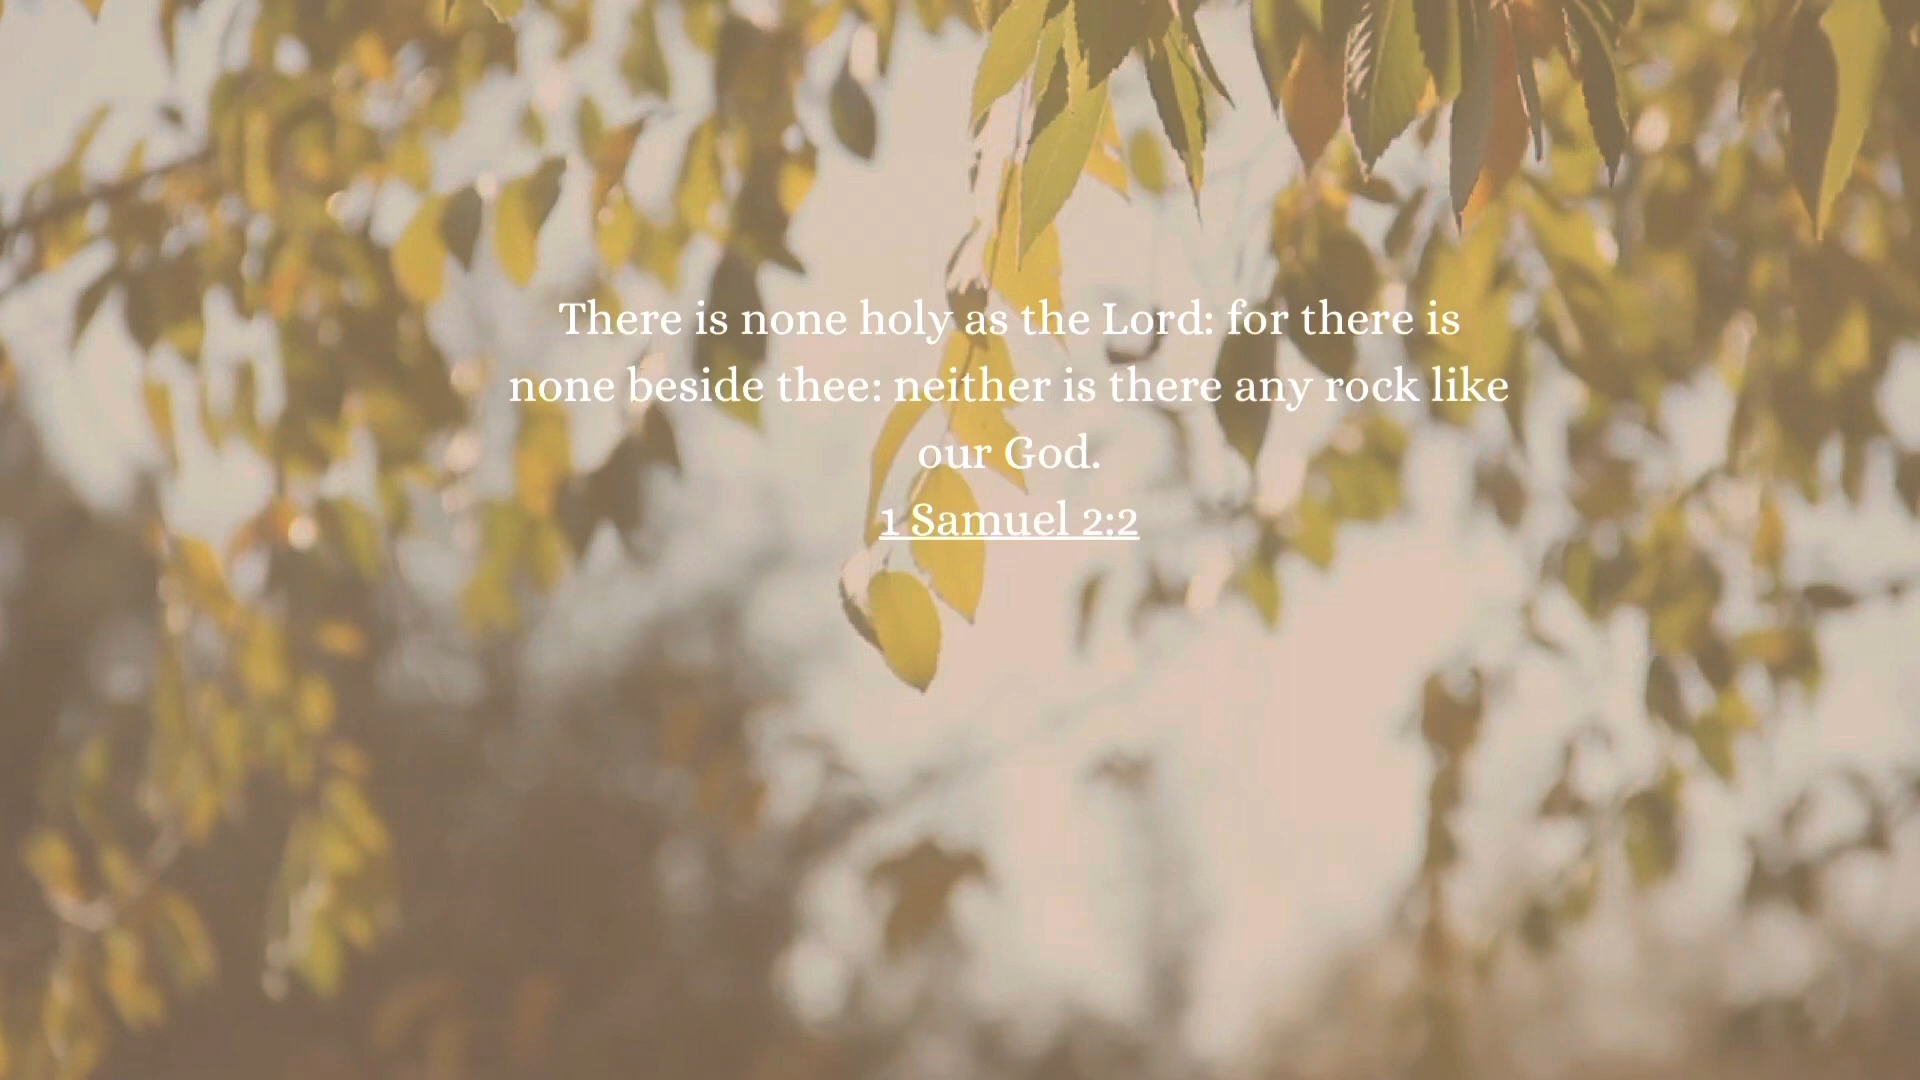 There is none holy as the Lord: for there is
none beside thee: neither is there any rock like
our God.
1 Samuel 2:2